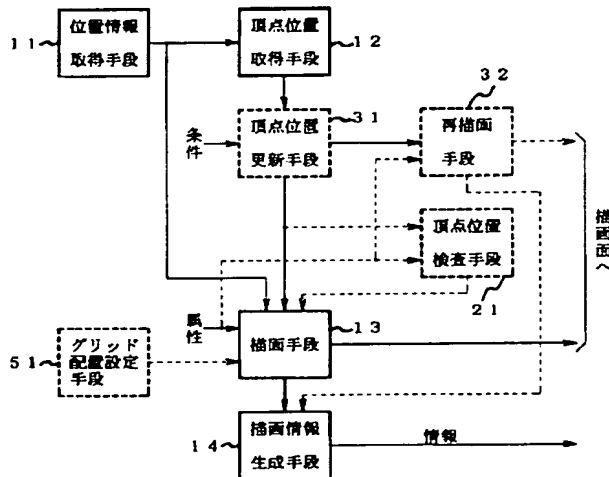 位置情報
取得手段
11
頂点位置
取得手段
12
32
条件
頂点位置
更新手段
31
再描画
手段
頂点位置
検査手段
21
描画面へ
属性
描画手段
13
グリッド
配置設定
手段
51
描画情報
生成手段
14
情報